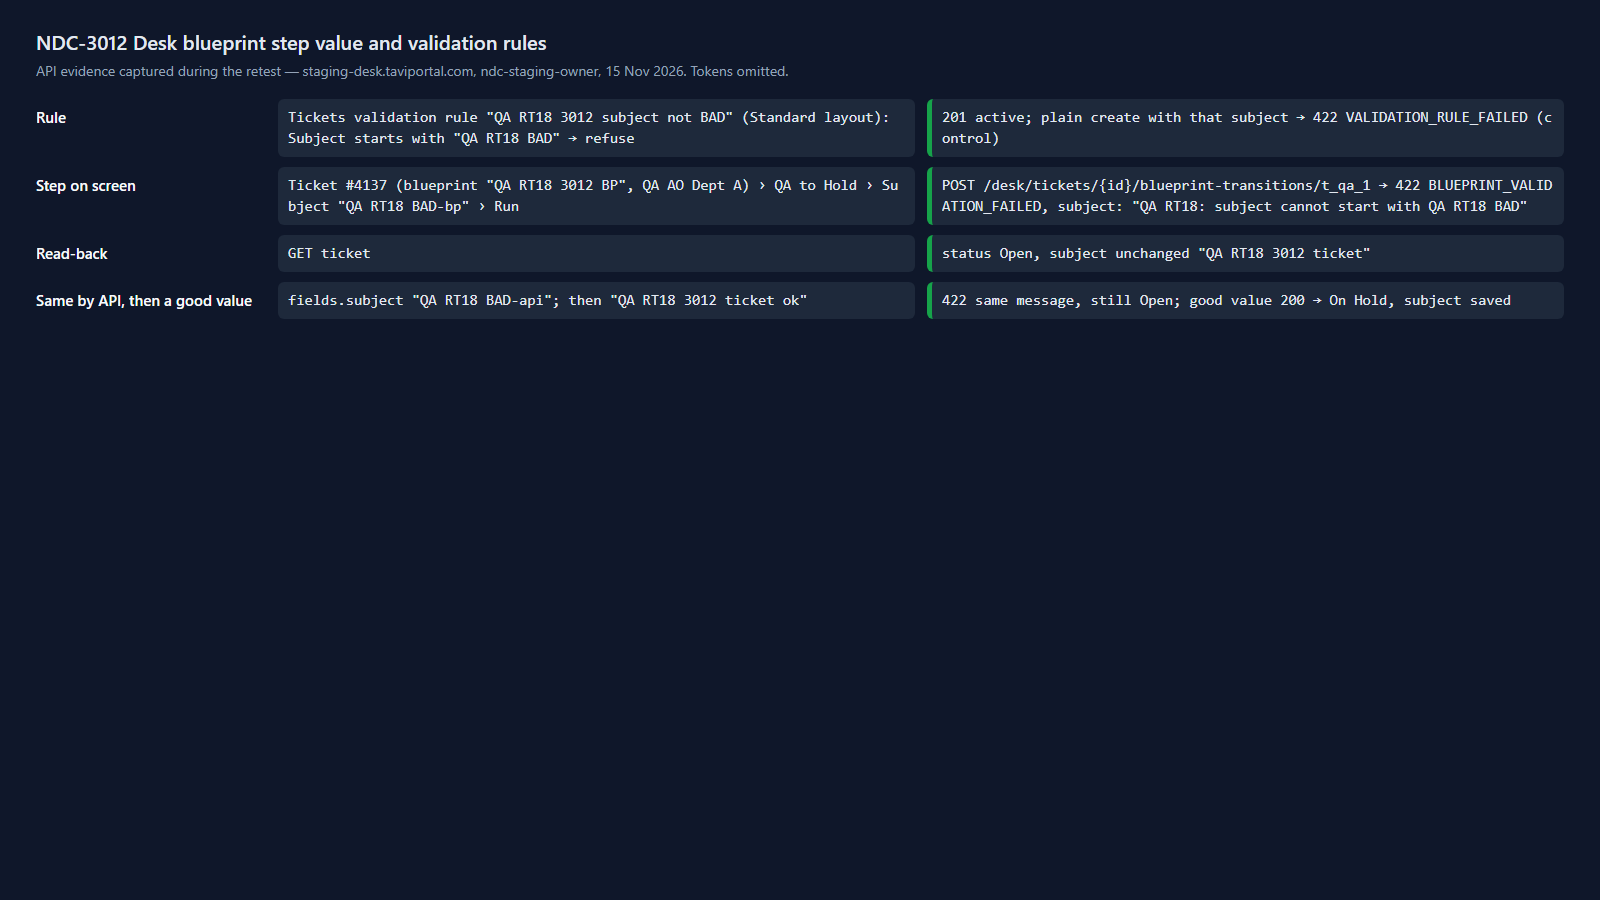 NDC-3012 Desk blueprint step value and validation rules
API evidence captured during the retest — staging-desk.taviportal.com, ndc-staging-owner, 15 Nov 2026. Tokens omitted.
Rule
Tickets validation rule "QA RT18 3012 subject not BAD" (Standard layout):
Subject starts with "QA RT18 BAD" → refuse
201 active; plain create with that subject → 422 VALIDATION_RULE_FAILED (c
ontrol)
Step on screen
Ticket #4137 (blueprint "QA RT18 3012 BP", QA AO Dept A) › QA to Hold › Su
bject "QA RT18 BAD-bp" › Run
POST /desk/tickets/{id}/blueprint-transitions/t_qa_1 → 422 BLUEPRINT_VALID
ATION_FAILED, subject: "QA RT18: subject cannot start with QA RT18 BAD"
Read-back
GET ticket
status Open, subject unchanged "QA RT18 3012 ticket"
Same by API, then a good value
fields.subject "QA RT18 BAD-api"; then "QA RT18 3012 ticket ok"
422 same message, still Open; good value 200 → On Hold, subject saved